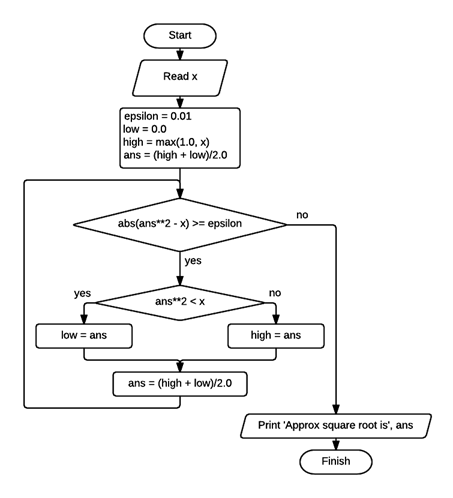 Start
Read x
epsilon = 0.01
low = 0.0
high = max(1.0, x)
ans = (high + low)/2.0
abs(ans**2 - x) >= epsilon
no
yes
ans**2 < x
yes
no
low = ans
high = ans
ans = (high + low)/2.0
Print 'Approx square root is', ans
Finish